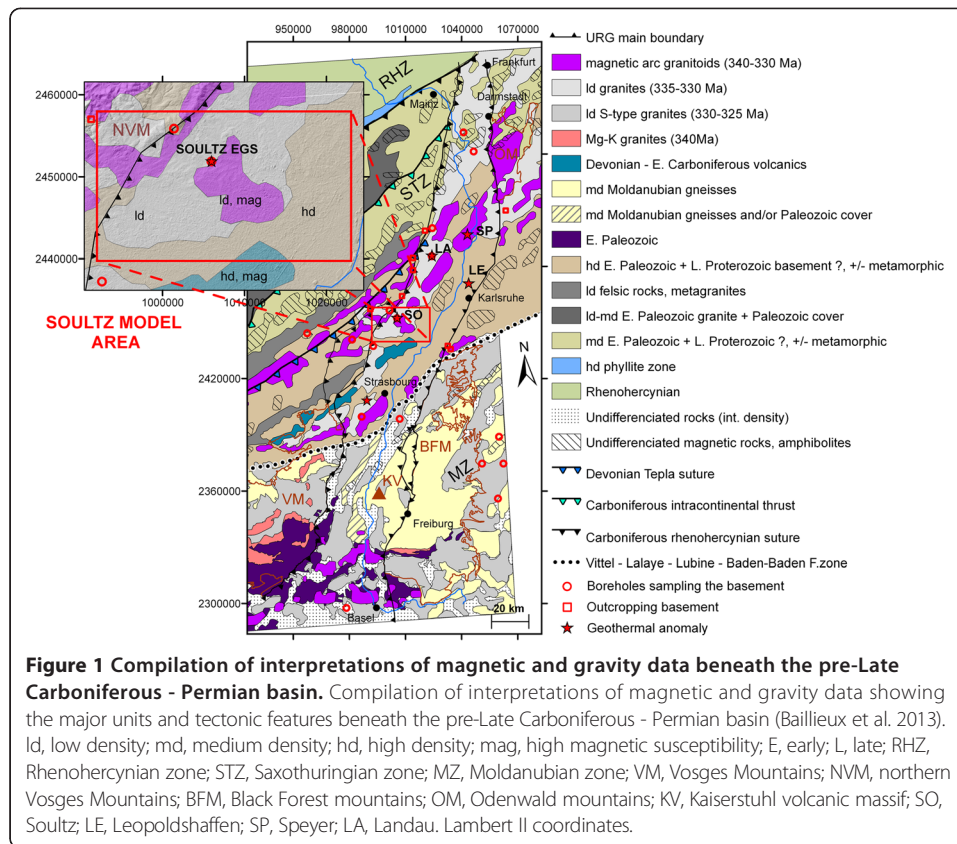 950000 980000 1010000 1040000 1070000
2460000
2450000
2440000
1000000 1010000 1020000
NVM
SOULTZ EGS
ld
ld, mag
hd
hd, mag
SOULTZ MODEL
AREA
2420000
2360000
2300000
RHZ
Frankfurt
Mainz
Darmstadt
OM
STZ
SP
LA
LE
Karlsruhe
SO
N
Strasbourg
BFM
MZ
KV
VM
Freiburg
Basel
20 km
URG main boundary
magnetic arc granitoids (340-330 Ma)
ld granites (335-330 Ma)
ld S-type granites (330-325 Ma)
Mg-K granites (340Ma)
Devonian - E. Carboniferous volcanics
md Moldanubian gneisses
md Moldanubian gneisses and/or Paleozoic cover
E. Paleozoic
hd E. Paleozoic + L. Proterozoic basement ?, +/- metamorphic
ld felsic rocks, metagranites
ld-md E. Paleozoic granite + Paleozoic cover
md E. Paleozoic + L. Proterozoic ?, +/- metamorphic
hd phyllite zone
Rhenohercynian
Undifferenciated rocks (int. density)
Undifferenciated magnetic rocks, amphibolites
Devonian Tepla suture
Carboniferous intracontinental thrust
Carboniferous rhenohercynian suture
Vittel - Lalaye - Lubine - Baden-Baden F.zone
Boreholes sampling the basement
Outcropping basement
Geothermal anomaly
Figure 1 Compilation of interpretations of magnetic and gravity data beneath the pre-Late
Carboniferous - Permian basin. Compilation of interpretations of magnetic and gravity data showing
the major units and tectonic features beneath the pre-Late Carboniferous - Permian basin (Baillieux et al. 2013).
ld, low density; md, medium density; hd, high density; mag, high magnetic susceptibility; E, early; L, late; RHZ,
Rhenohercynian zone; STZ, Saxothuringian zone; MZ, Moldanubian zone; VM, Vosges Mountains; NVM, northern
Vosges Mountains; BFM, Black Forest mountains; OM, Odenwald mountains; KV, Kaiserstuhl volcanic massif; SO,
Soultz; LE, Leopoldshaffen; SP, Speyer; LA, Landau. Lambert II coordinates.